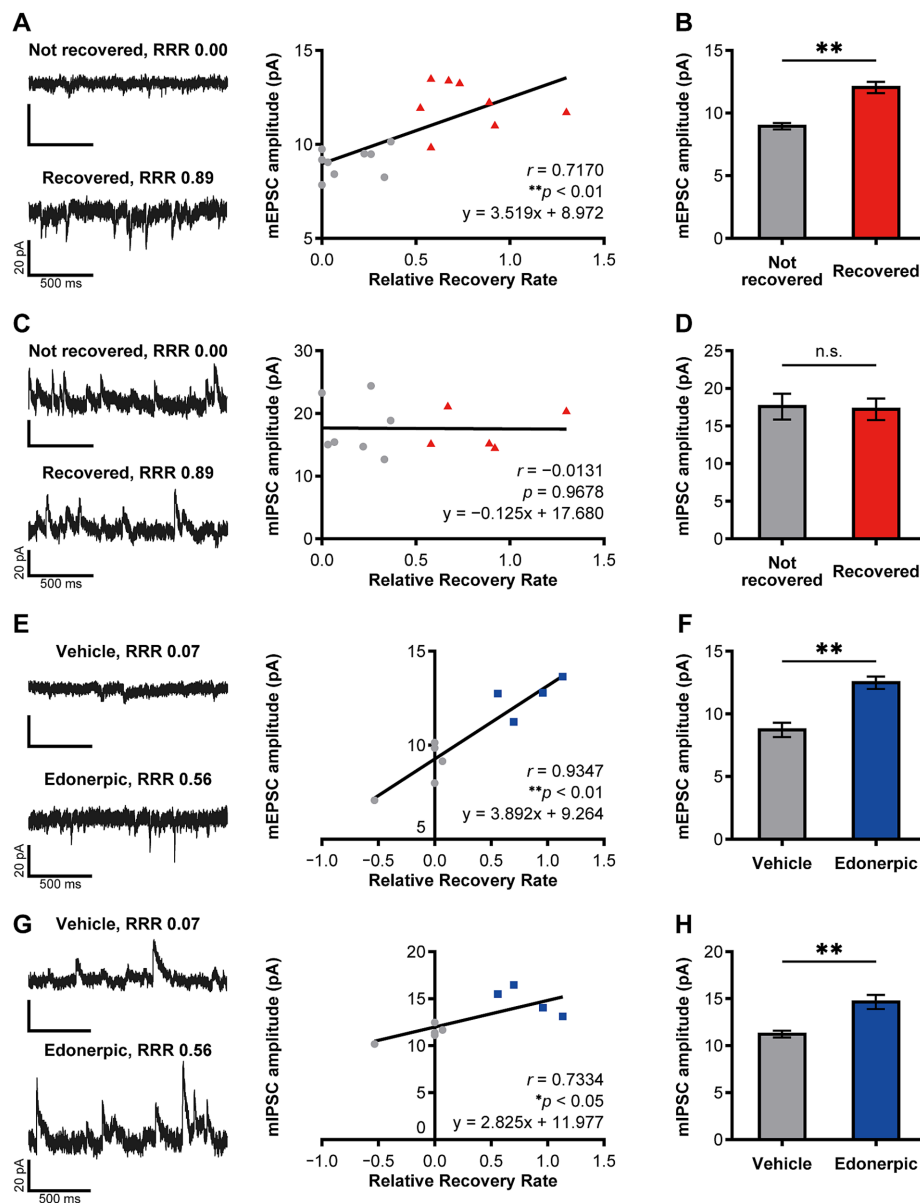 A
Not recovered, RRR 0.00
Recovered, RRR 0.89
20 pA
500 ms
mEPSC amplitude (pA)
15
10
5
0.0
0.5
1.0
1.5
Relative Recovery Rate
r = 0.7170
**p < 0.01
y = 3.519x + 8.972
B
mEPSC amplitude (pA)
15
10
5
0
**
Not
recovered
Recovered
C
Not recovered, RRR 0.00
Recovered, RRR 0.89
20 pA
500 ms
mIPSC amplitude (pA)
30
20
10
0
0.0
0.5
1.0
1.5
Relative Recovery Rate
r = −0.0131
p = 0.9678
y = −0.125x + 17.680
D
mIPSC amplitude (pA)
25
20
15
10
5
0
n.s.
Not
recovered
Recovered
E
Vehicle, RRR 0.07
Edonerpic, RRR 0.56
20 pA
500 ms
mEPSC amplitude (pA)
15
10
5
−1.0
−0.5
0.0
0.5
1.0
1.5
Relative Recovery Rate
r = 0.9347
**p < 0.01
y = 3.892x + 9.264
F
mEPSC amplitude (pA)
15
10
5
0
**
Vehicle
Edonerpic
G
Vehicle, RRR 0.07
Edonerpic, RRR 0.56
20 pA
500 ms
mIPSC amplitude (pA)
20
15
10
5
0
−1.0
−0.5
0.0
0.5
1.0
1.5
Relative Recovery Rate
r = 0.7334
*p < 0.05
y = 2.825x + 11.977
H
mIPSC amplitude (pA)
20
15
10
5
0
**
Vehicle
Edonerpic